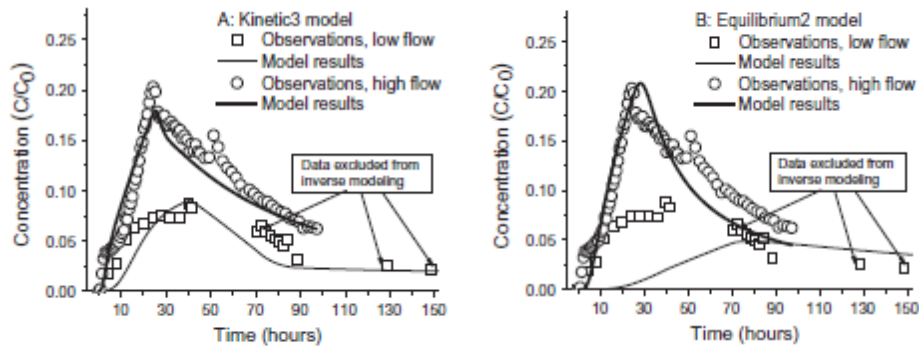 A: Kinetic3 model
Observations, low flow
Model results
Observations, high flow
Model results
Data excluded from
inverse modeling
Concentration (C/C0)
0.25
0.20
0.15
0.10
0.05
0.00
10 30 50 70 90 110 130 150
Time (hours)
B: Equilibrium2 model
Observations, low flow
Model results
Observations, high flow
Model results
Data excluded from
inverse modeling
Concentration (C/C0)
0.25
0.20
0.15
0.10
0.05
0.00
10 30 50 70 90 110 130 150
Time (hours)